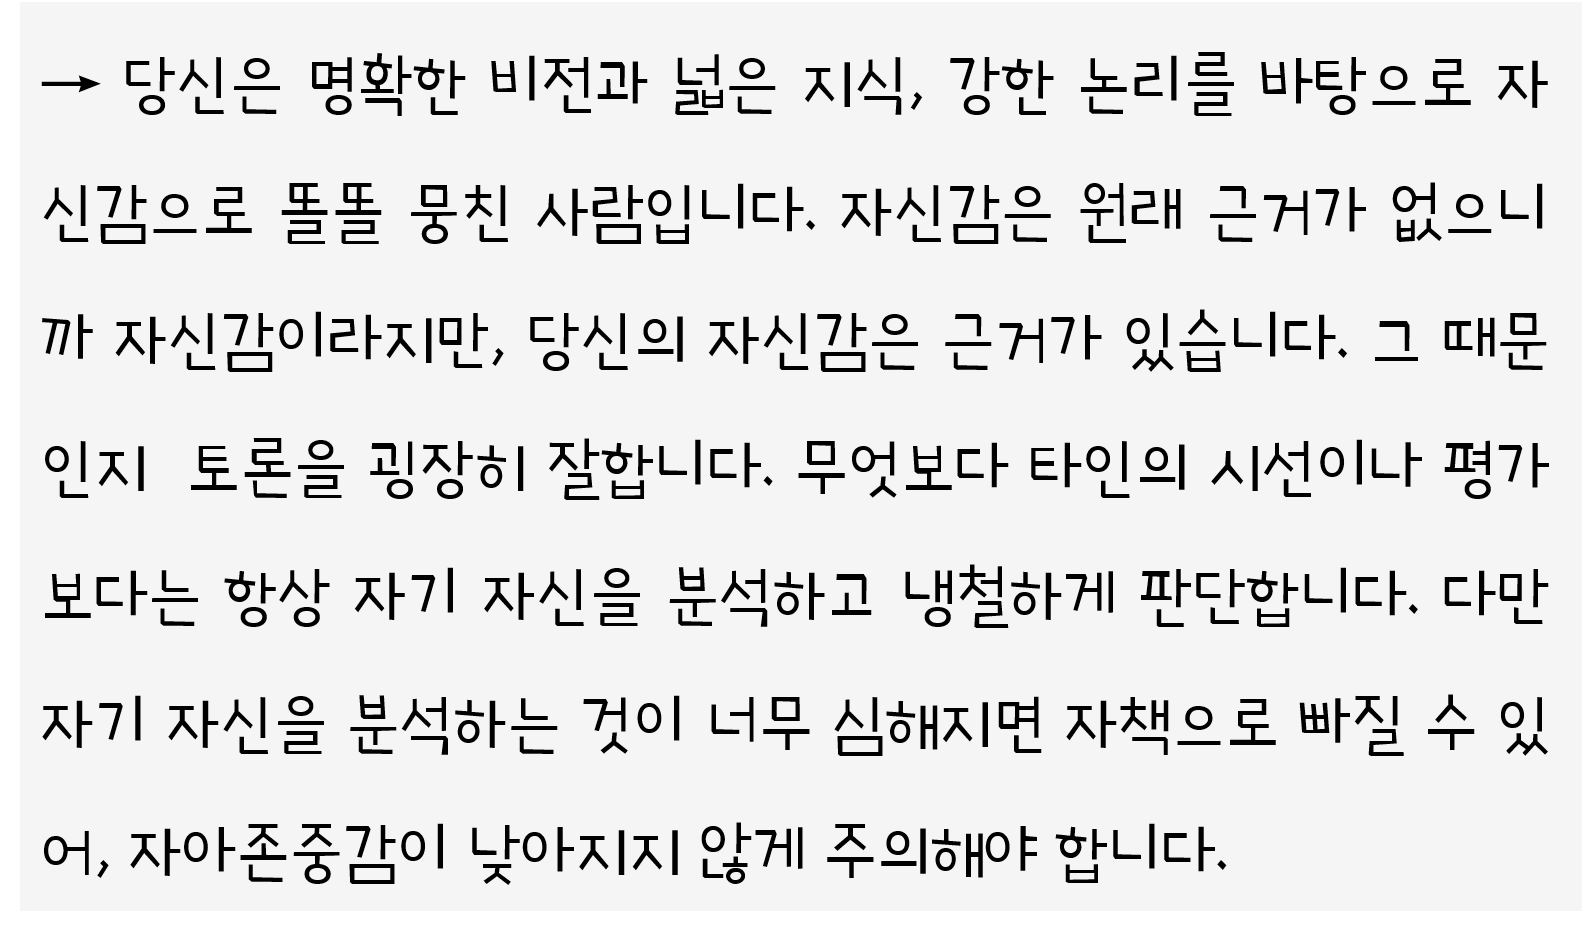 → 당신은 명확한 비전과 넓은 지식, 강한 논리를 바탕으로 자
신감으로 똘똘 뭉친 사람입니다. 자신감은 원래 근거가 없으니
까 자신감이라지만, 당신의 자신감은 근거가 있습니다. 그 때문
인지 토론을 굉장히 잘합니다. 무엇보다 타인의 시선이나 평가
보다는 항상 자기 자신을 분석하고 냉철하게 판단합니다. 다만
자기 자신을 분석하는 것이 너무 심해지면 자책으로 빠질 수 있
어, 자아존중감이 낮아지지 않게 주의해야 합니다.